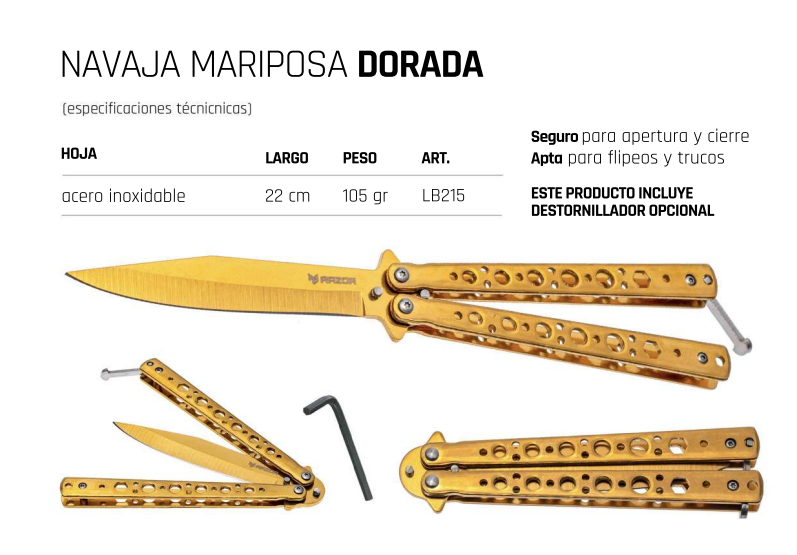 NAVAJA MARIPOSA DORADA
(especificaciones técnicnicas)
HOJA LARGO PESO ART.
acero inoxidable 22 cm 105 gr LB215
Seguro para apertura y cierre
Apta para flipeos y trucos
ESTE PRODUCTO INCLUYE
DESTORNILLADOR OPCIONAL
RAZOR
RAZOR